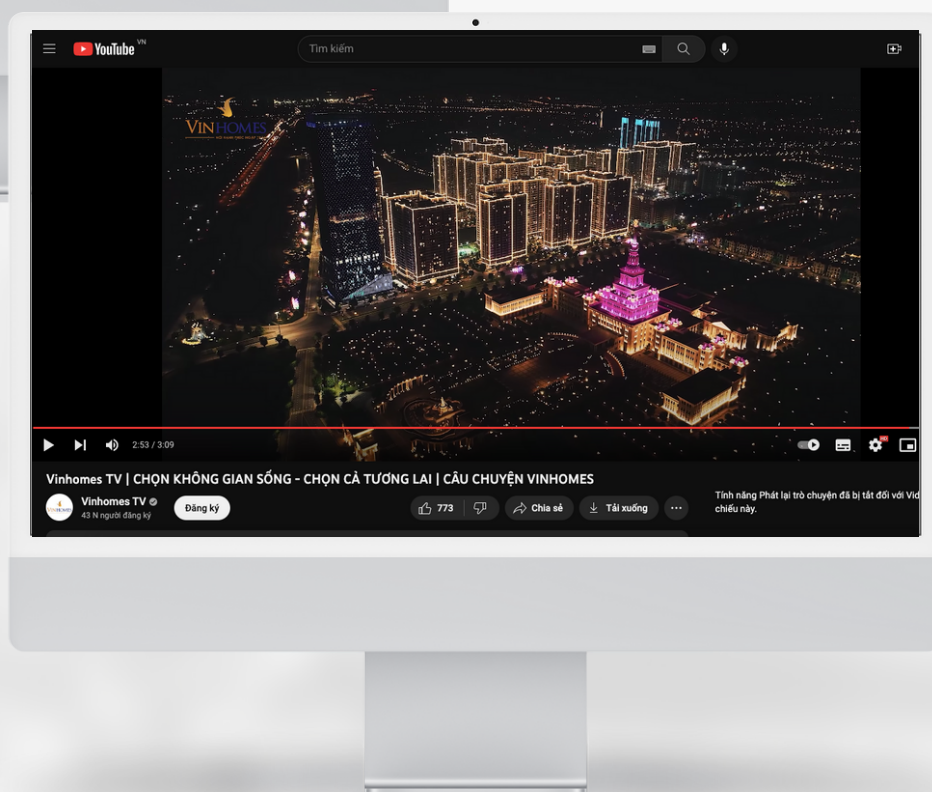 YouTube VN
Tìm kiếm
VINHOMES
2:53 / 3:09
HD
Vinhomes TV | CHỌN KHÔNG GIAN SỐNG - CHỌN CẢ TƯƠNG LAI | CÂU CHUYỆN VINHOMES
Vinhomes TV
43 N người đăng ký
Đăng ký
773
Chia sẻ
Tải xuống
Tính năng Phát lại trò chuyện đã bị tắt đối với Vid
chiếu này.